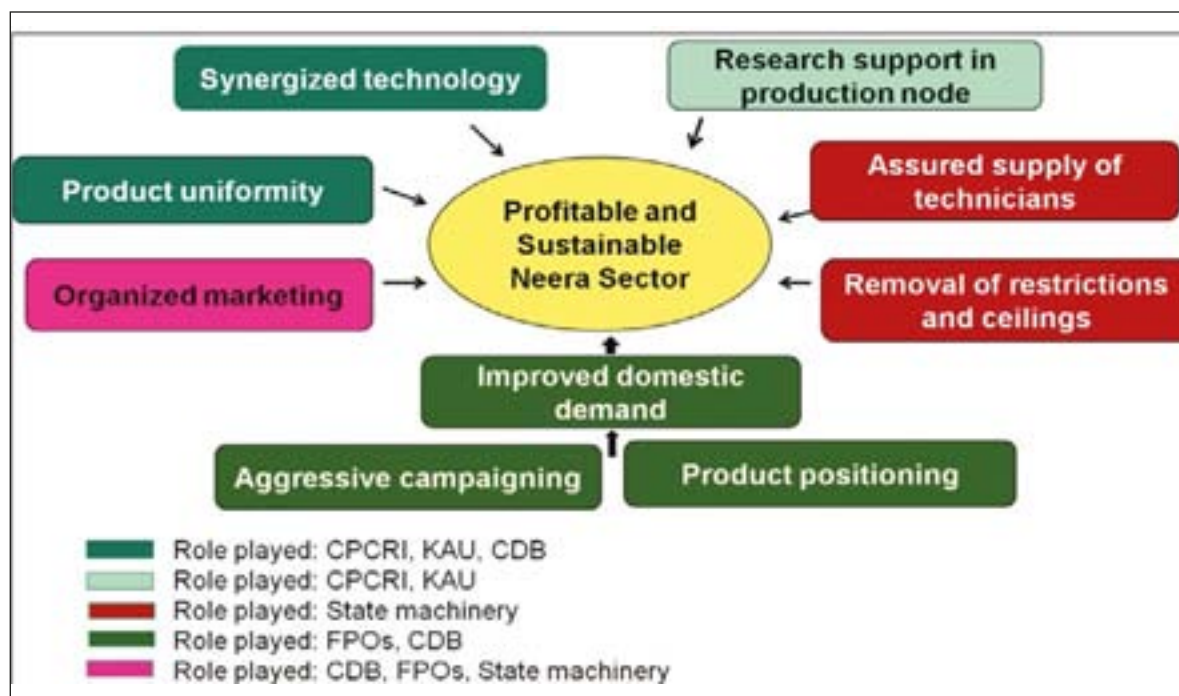 Synergized technology
Research support in
production node
Product uniformity
Profitable and
Sustainable
Neera Sector
Assured supply of
technicians
Organized marketing
Removal of restrictions
and ceilings
Improved domestic
demand
Aggressive campaigning
Product positioning
Role played: CPCRI, KAU, CDB
Role played: CPCRI, KAU
Role played: State machinery
Role played: FPOs, CDB
Role played: CDB, FPOs, State machinery